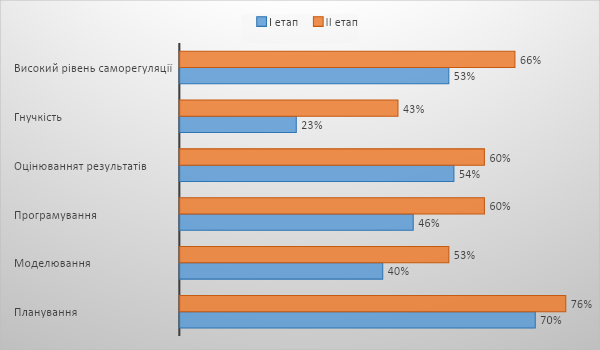 І етап ІІ етап
Високий рівень саморегуляції
66%
53%
Гнучкість
43%
23%
Оцінюваннят результатів
60%
54%
Програмування
60%
46%
Моделювання
53%
40%
Планування
76%
70%